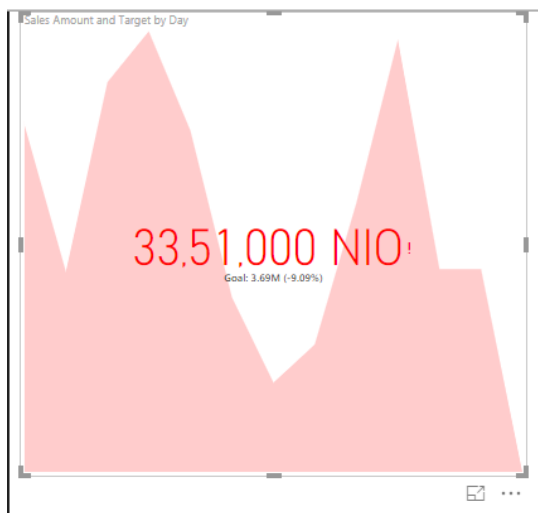 Sales Amount and Target by Day
33,51,000 NIO!
Goal: 3.69M (-9.09%)